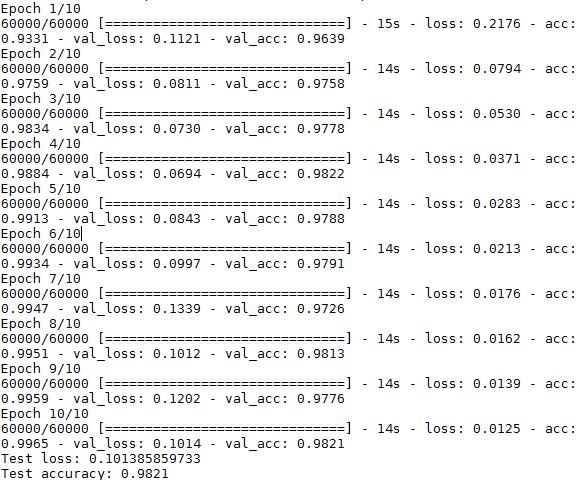 Epoch 1/10
60000/60000 [==============================] - 15s - loss: 0.2176 - acc:
0.9331 - val_loss: 0.1121 - val_acc: 0.9639
Epoch 2/10
60000/60000 [==============================] - 14s - loss: 0.0794 - acc:
0.9759 - val_loss: 0.0811 - val_acc: 0.9758
Epoch 3/10
60000/60000 [==============================] - 14s - loss: 0.0530 - acc:
0.9834 - val_loss: 0.0730 - val_acc: 0.9778
Epoch 4/10
60000/60000 [==============================] - 14s - loss: 0.0371 - acc:
0.9884 - val_loss: 0.0694 - val_acc: 0.9822
Epoch 5/10
60000/60000 [==============================] - 14s - loss: 0.0283 - acc:
0.9913 - val_loss: 0.0843 - val_acc: 0.9788
Epoch 6/10
60000/60000 [==============================] - 14s - loss: 0.0213 - acc:
0.9934 - val_loss: 0.0997 - val_acc: 0.9791
Epoch 7/10
60000/60000 [==============================] - 14s - loss: 0.0176 - acc:
0.9947 - val_loss: 0.1339 - val_acc: 0.9726
Epoch 8/10
60000/60000 [==============================] - 14s - loss: 0.0162 - acc:
0.9951 - val_loss: 0.1012 - val_acc: 0.9813
Epoch 9/10
60000/60000 [==============================] - 14s - loss: 0.0139 - acc:
0.9959 - val_loss: 0.1202 - val_acc: 0.9776
Epoch 10/10
60000/60000 [==============================] - 14s - loss: 0.0125 - acc:
0.9965 - val_loss: 0.1014 - val_acc: 0.9821
Test loss: 0.101385859733
Test accuracy: 0.9821